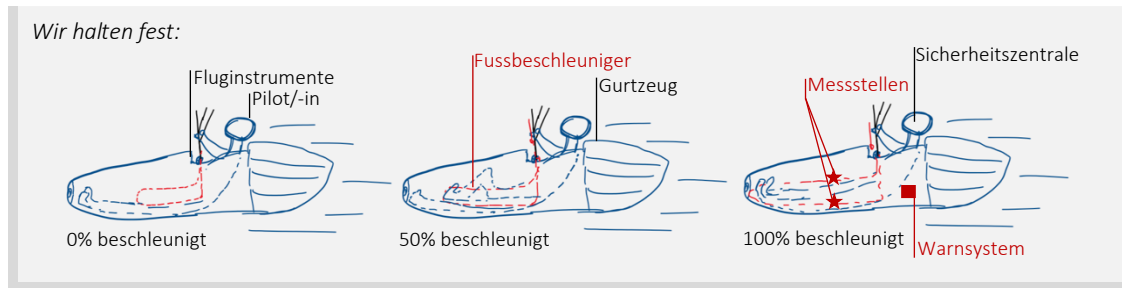 Wir halten fest:
Fluginstrumente
Pilot/-in
0% beschleunigt
Fussbeschleuniger
Gurtzeug
50% beschleunigt
Sicherheitszentrale
Messstellen
100% beschleunigt
Warnsystem